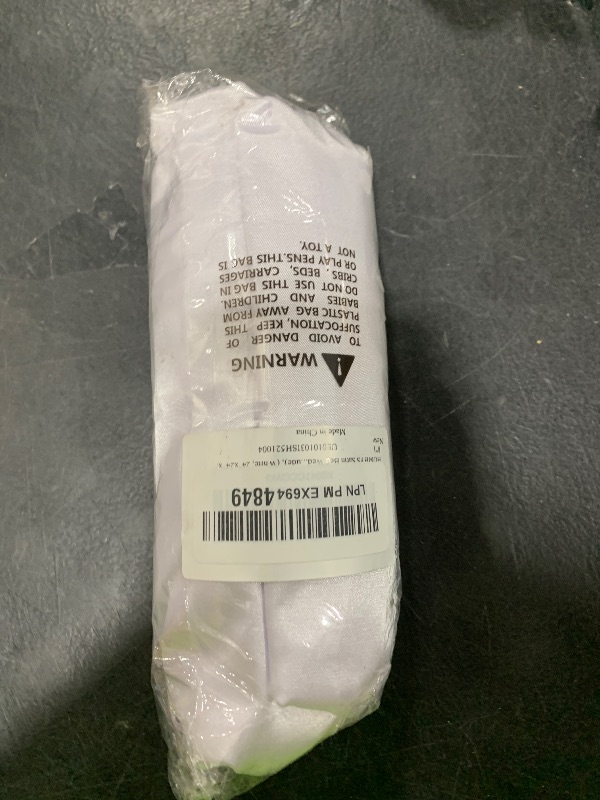 LPN PM EX6944849
New
Made in China
WARNING
TO AVOID DANGER OF
SUFFOCATION, KEEP THIS
PLASTIC BAG AWAY FROM
BABIES AND CHILDREN.
DO NOT USE THIS BAG IN
CRIBS , BEDS, CARRIAGES
OR PLAY PENS.THIS BAG IS
NOT A TOY.